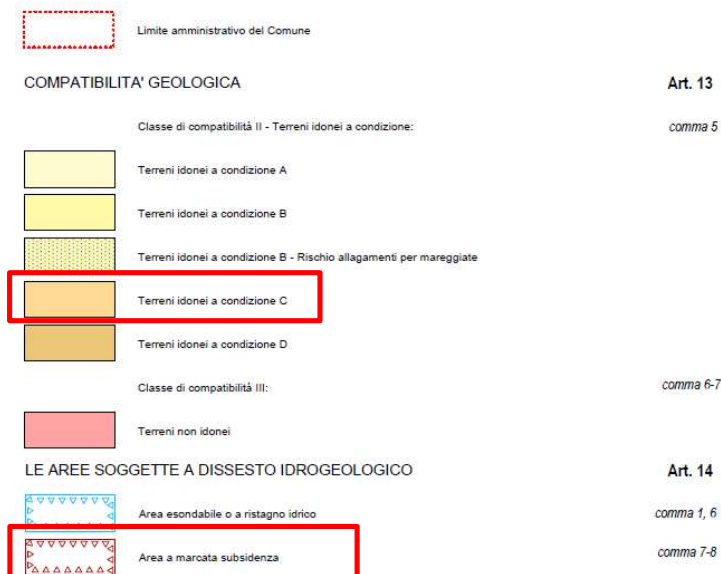 Limite amministrativo del Comune
COMPATIBILITA' GEOLOGICA Art. 13
Classe di compatibilità II - Terreni idonei a condizione: comma 5
Terreni idonei a condizione A
Terreni idonei a condizione B
Terreni idonei a condizione B - Rischio allagamenti per mareggiate
Terreni idonei a condizione C
Terreni idonei a condizione D
Classe di compatibilità III: comma 6-7
Terreni non idonei
LE AREE SOGGETTE A DISSESTO IDROGEOLOGICO Art. 14
Area esondabile o a ristagno idrico comma 1, 6
Area a marcata subsidenza comma 7-8